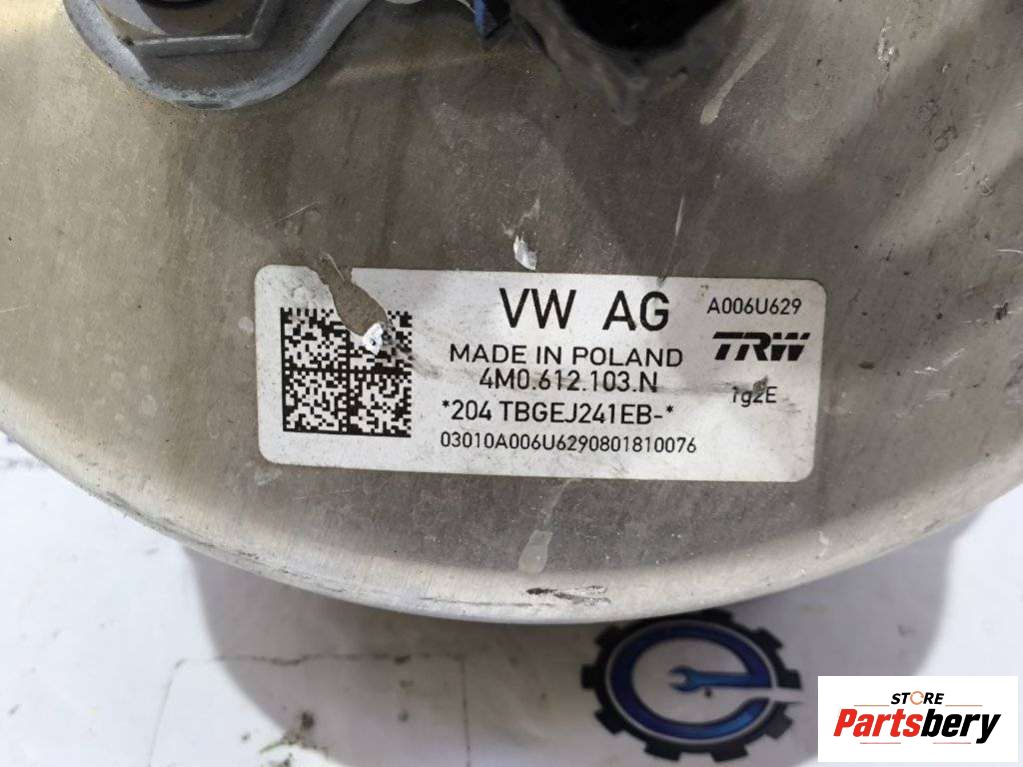 VW AG
A006U629
TRW
MADE IN POLAND
4M0.612.103.N
1g2E
*204 TBGEJ241EB-*
03010A006U6290801810076
e
STORE
Partsbery